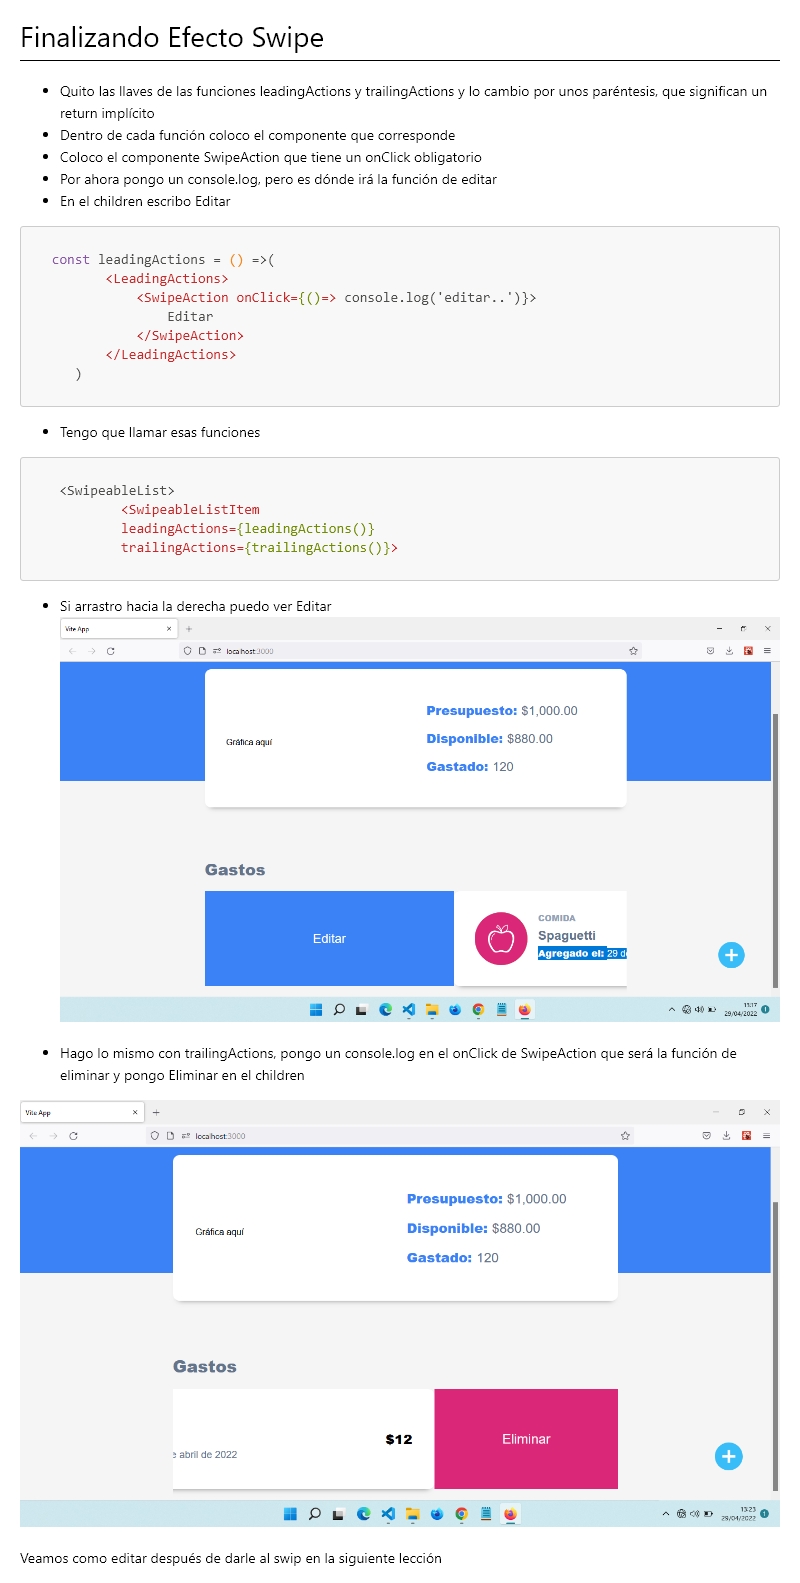 Finalizando Efecto Swipe
Quito las llaves de las funciones leadingActions y trailingActions y lo cambio por unos paréntesis, que significan un
return implícito
Dentro de cada función coloco el componente que corresponde
Coloco el componente SwipeAction que tiene un onClick obligatorio
Por ahora pongo un console.log, pero es dónde irá la función de editar
En el children escribo Editar
const leadingActions = () =>(
<LeadingActions>
<SwipeAction onClick={()=> console.log('editar..')}>
Editar
</SwipeAction>
</LeadingActions>
)
Tengo que llamar esas funciones
<SwipeableList>
<SwipeableListItem
leadingActions={leadingActions()}
trailingActions={trailingActions()}>
Si arrastro hacia la derecha puedo ver Editar
Vite App
localhost:3000
Presupuesto: $1,000.00
Gráfica aquí
Disponible: $880.00
Gastado: 120
Gastos
Editar
COMIDA
Spaguetti
Agregado el: 29 de
11:17
29/04/2022
Hago lo mismo con trailingActions, pongo un console.log en el onClick de SwipeAction que será la función de
eliminar y pongo Eliminar en el children
Vite App
localhost:3000
Presupuesto: $1,000.00
Gráfica aquí
Disponible: $880.00
Gastado: 120
Gastos
e abril de 2022
$12
Eliminar
13:23
29/04/2022
Veamos como editar después de darle al swip en la siguiente lección